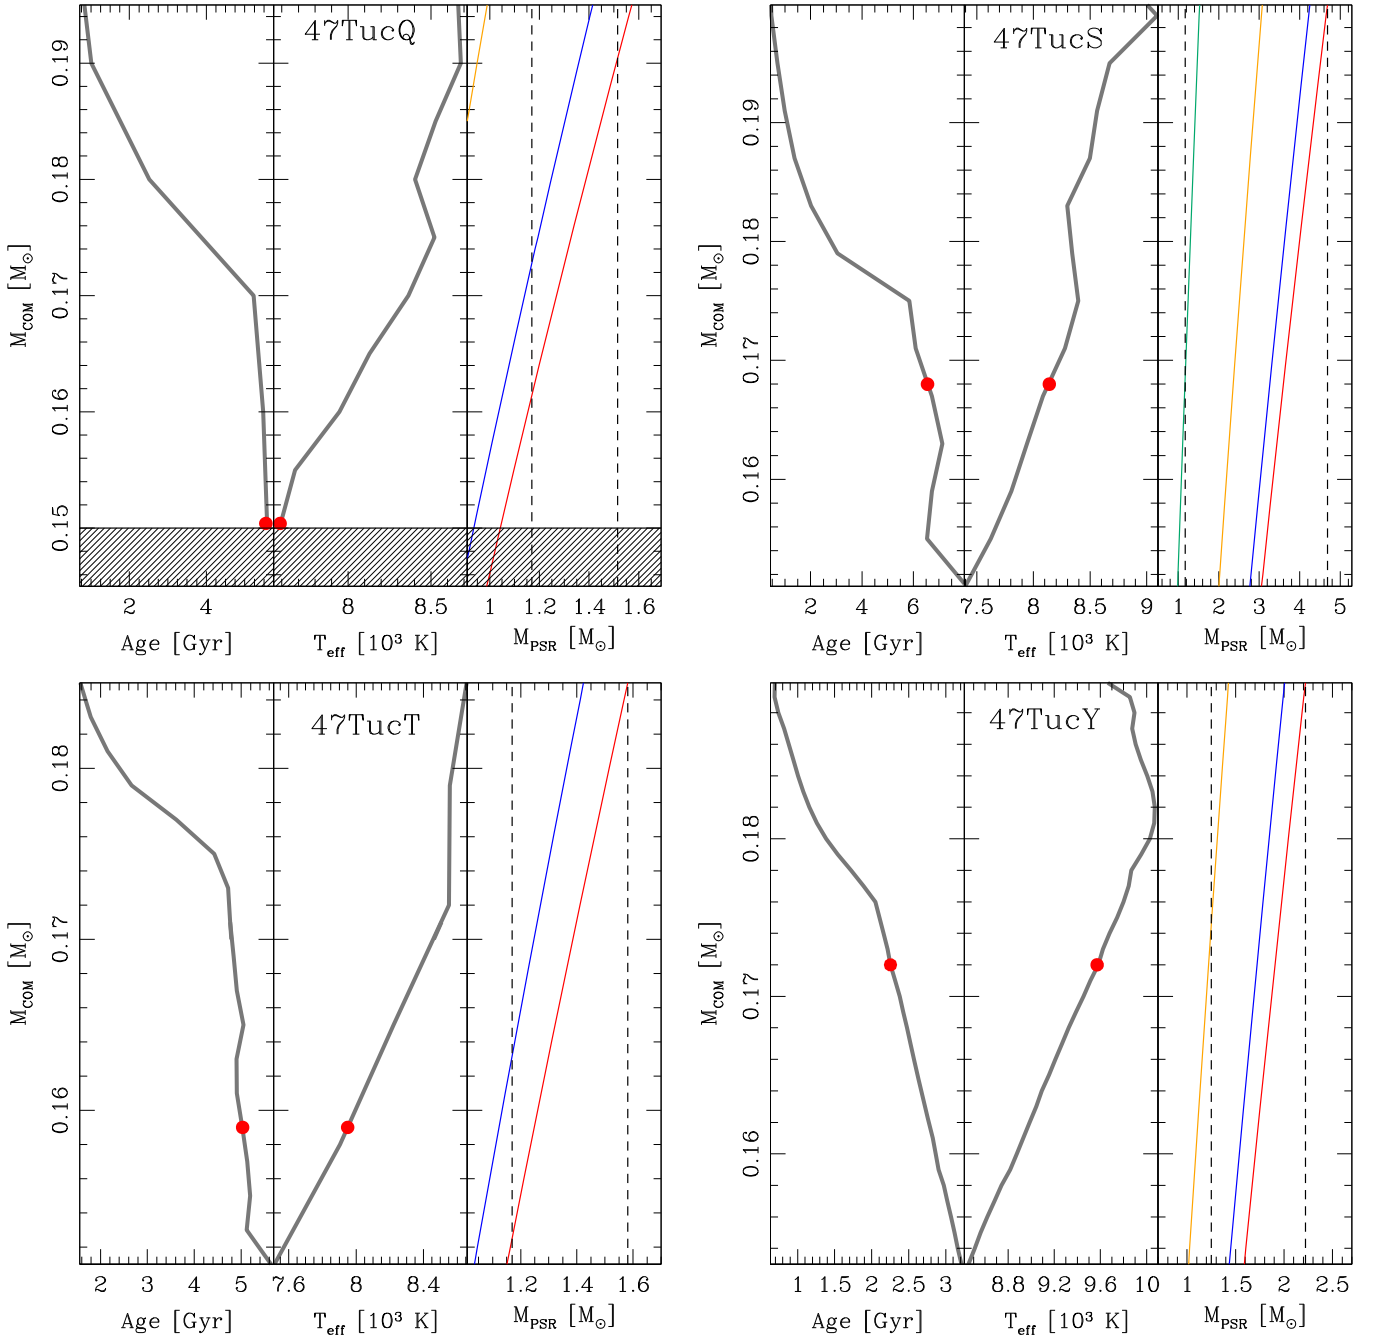 47TucQ
M_COM [M_⊙]
0.19
0.18
0.17
0.16
0.15
2 4
8 8.5
1 1.2 1.4 1.6
Age [Gyr] T_eff [10³ K] M_PSR [M_⊙]
47TucS
M_COM [M_⊙]
0.19
0.18
0.17
0.16
2 4 6
7.5 8 8.5 9
1 2 3 4 5
Age [Gyr] T_eff [10³ K] M_PSR [M_⊙]
47TucT
M_COM [M_⊙]
0.18
0.17
0.16
2 3 4 5
7.6 8 8.4
1.2 1.4 1.6
Age [Gyr] T_eff [10³ K] M_PSR [M_⊙]
47TucY
M_COM [M_⊙]
0.18
0.17
0.16
1 1.5 2 2.5 3
8.8 9.2 9.6 10
1 1.5 2 2.5
Age [Gyr] T_eff [10³ K] M_PSR [M_⊙]